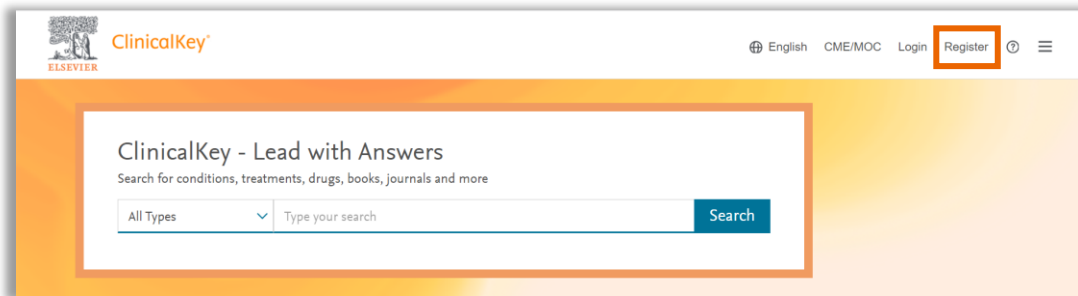 ELSEVIER
ClinicalKey®
English CME/MOC Login Register ?
ClinicalKey - Lead with Answers
Search for conditions, treatments, drugs, books, journals and more
All Types Type your search Search